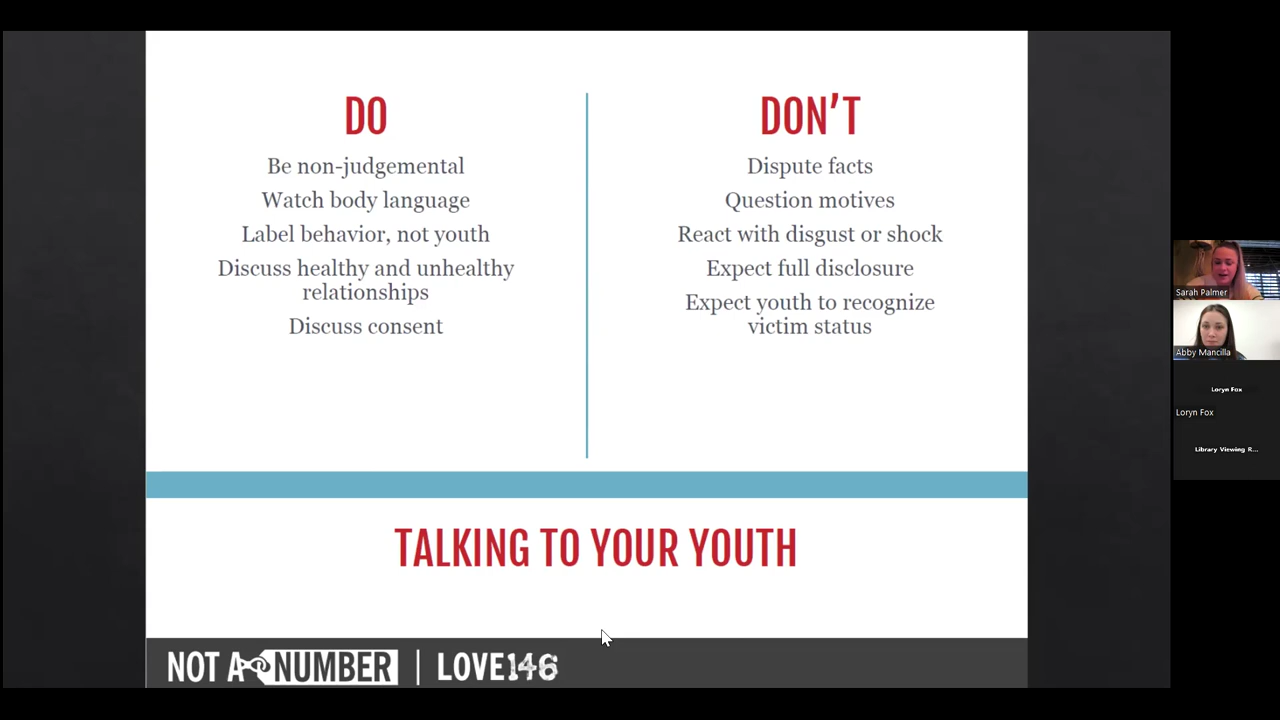 DO
Be non-judgemental
Watch body language
Label behavior, not youth
Discuss healthy and unhealthy
relationships
Discuss consent
DON'T
Dispute facts
Question motives
React with disgust or shock
Expect full disclosure
Expect youth to recognize
victim status
TALKING TO YOUR YOUTH
NOT A NUMBER | LOVE146
Sarah Palmer
Abby Mancilla
Loryn Fox
Loryn Fox
Library Viewing R...